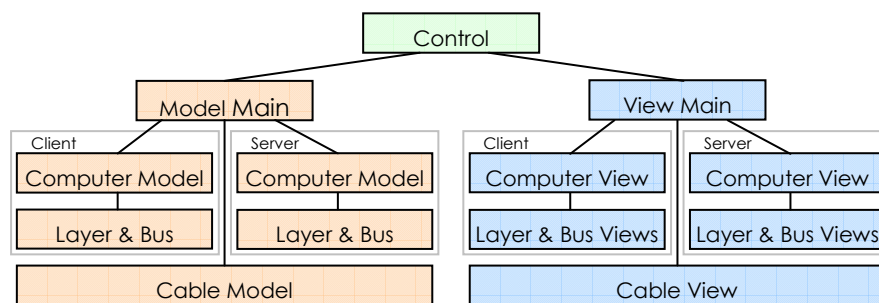 Control
Model Main
View Main
Client
Server
Client
Server
Computer Model
Computer Model
Computer View
Computer View
Layer & Bus
Layer & Bus
Layer & Bus Views
Layer & Bus Views
Cable Model
Cable View